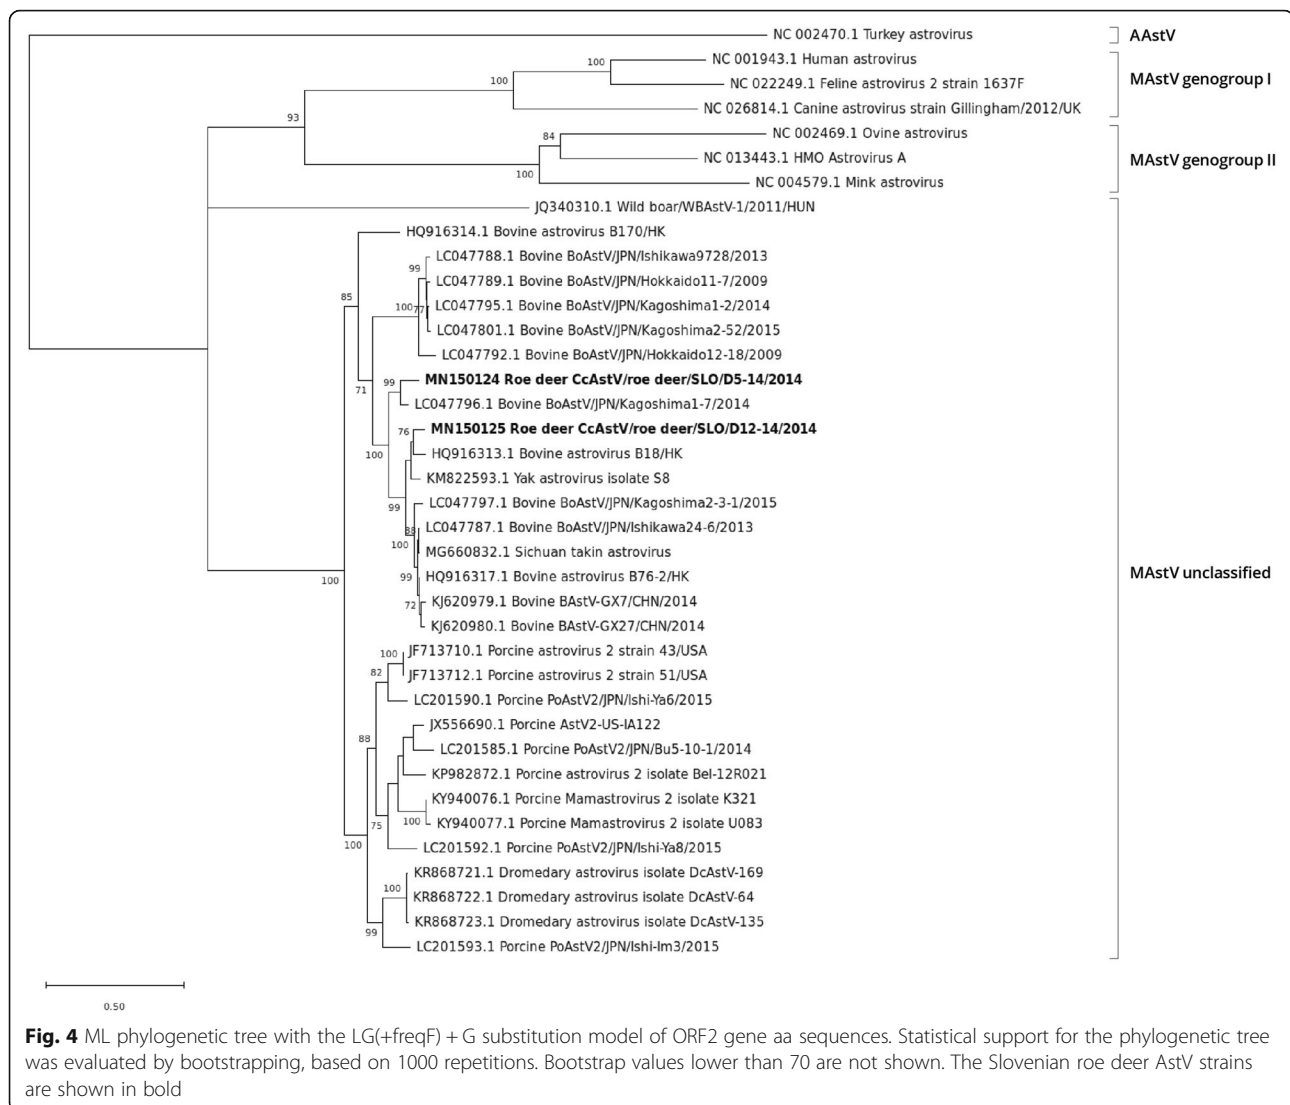 NC 002470.1 Turkey astrovirus
AAstV
NC 001943.1 Human astrovirus
100
NC 022249.1 Feline astrovirus 2 strain 1637F
100
MAstV genogroup I
NC 026814.1 Canine astrovirus strain Gillingham/2012/UK
93
NC 002469.1 Ovine astrovirus
84
NC 013443.1 HMO Astrovirus A
MAstV genogroup II
100
NC 004579.1 Mink astrovirus
JQ340310.1 Wild boar/WBAstV-1/2011/HUN
HQ916314.1 Bovine astrovirus B170/HK
LC047788.1 Bovine BoAstV/JPN/Ishikawa9728/2013
99
LC047789.1 Bovine BoAstV/JPN/Hokkaido11-7/2009
85
LC047795.1 Bovine BoAstV/JPN/Kagoshima1-2/2014
100
77
LC047801.1 Bovine BoAstV/JPN/Kagoshima2-52/2015
LC047792.1 Bovine BoAstV/JPN/Hokkaido12-18/2009
MN150124 Roe deer CcAstV/roe deer/SLO/D5-14/2014
99
71
LC047796.1 Bovine BoAstV/JPN/Kagoshima1-7/2014
MN150125 Roe deer CcAstV/roe deer/SLO/D12-14/2014
76
100
HQ916313.1 Bovine astrovirus B18/HK
KM822593.1 Yak astrovirus isolate S8
LC047797.1 Bovine BoAstV/JPN/Kagoshima2-3-1/2015
99
LC047787.1 Bovine BoAstV/JPN/Ishikawa24-6/2013
88
100
MG660832.1 Sichuan takin astrovirus
MAstV unclassified
HQ916317.1 Bovine astrovirus B76-2/HK
99
100
KJ620979.1 Bovine BAstV-GX7/CHN/2014
72
KJ620980.1 Bovine BAstV-GX27/CHN/2014
JF713710.1 Porcine astrovirus 2 strain 43/USA
100
JF713712.1 Porcine astrovirus 2 strain 51/USA
82
LC201590.1 Porcine PoAstV2/JPN/Ishi-Ya6/2015
JX556690.1 Porcine AstV2-US-IA122
88
LC201585.1 Porcine PoAstV2/JPN/Bu5-10-1/2014
KP982872.1 Porcine astrovirus 2 isolate Bel-12R021
KY940076.1 Porcine Mamastrovirus 2 isolate K321
100
KY940077.1 Porcine Mamastrovirus 2 isolate U083
75
100
LC201592.1 Porcine PoAstV2/JPN/Ishi-Ya8/2015
KR868721.1 Dromedary astrovirus isolate DcAstV-169
100
KR868722.1 Dromedary astrovirus isolate DcAstV-64
KR868723.1 Dromedary astrovirus isolate DcAstV-135
99
LC201593.1 Porcine PoAstV2/JPN/Ishi-Im3/2015
0.50
Fig. 4 ML phylogenetic tree with the LG(+freqF) + G substitution model of ORF2 gene aa sequences. Statistical support for the phylogenetic tree
was evaluated by bootstrapping, based on 1000 repetitions. Bootstrap values lower than 70 are not shown. The Slovenian roe deer AstV strains
are shown in bold